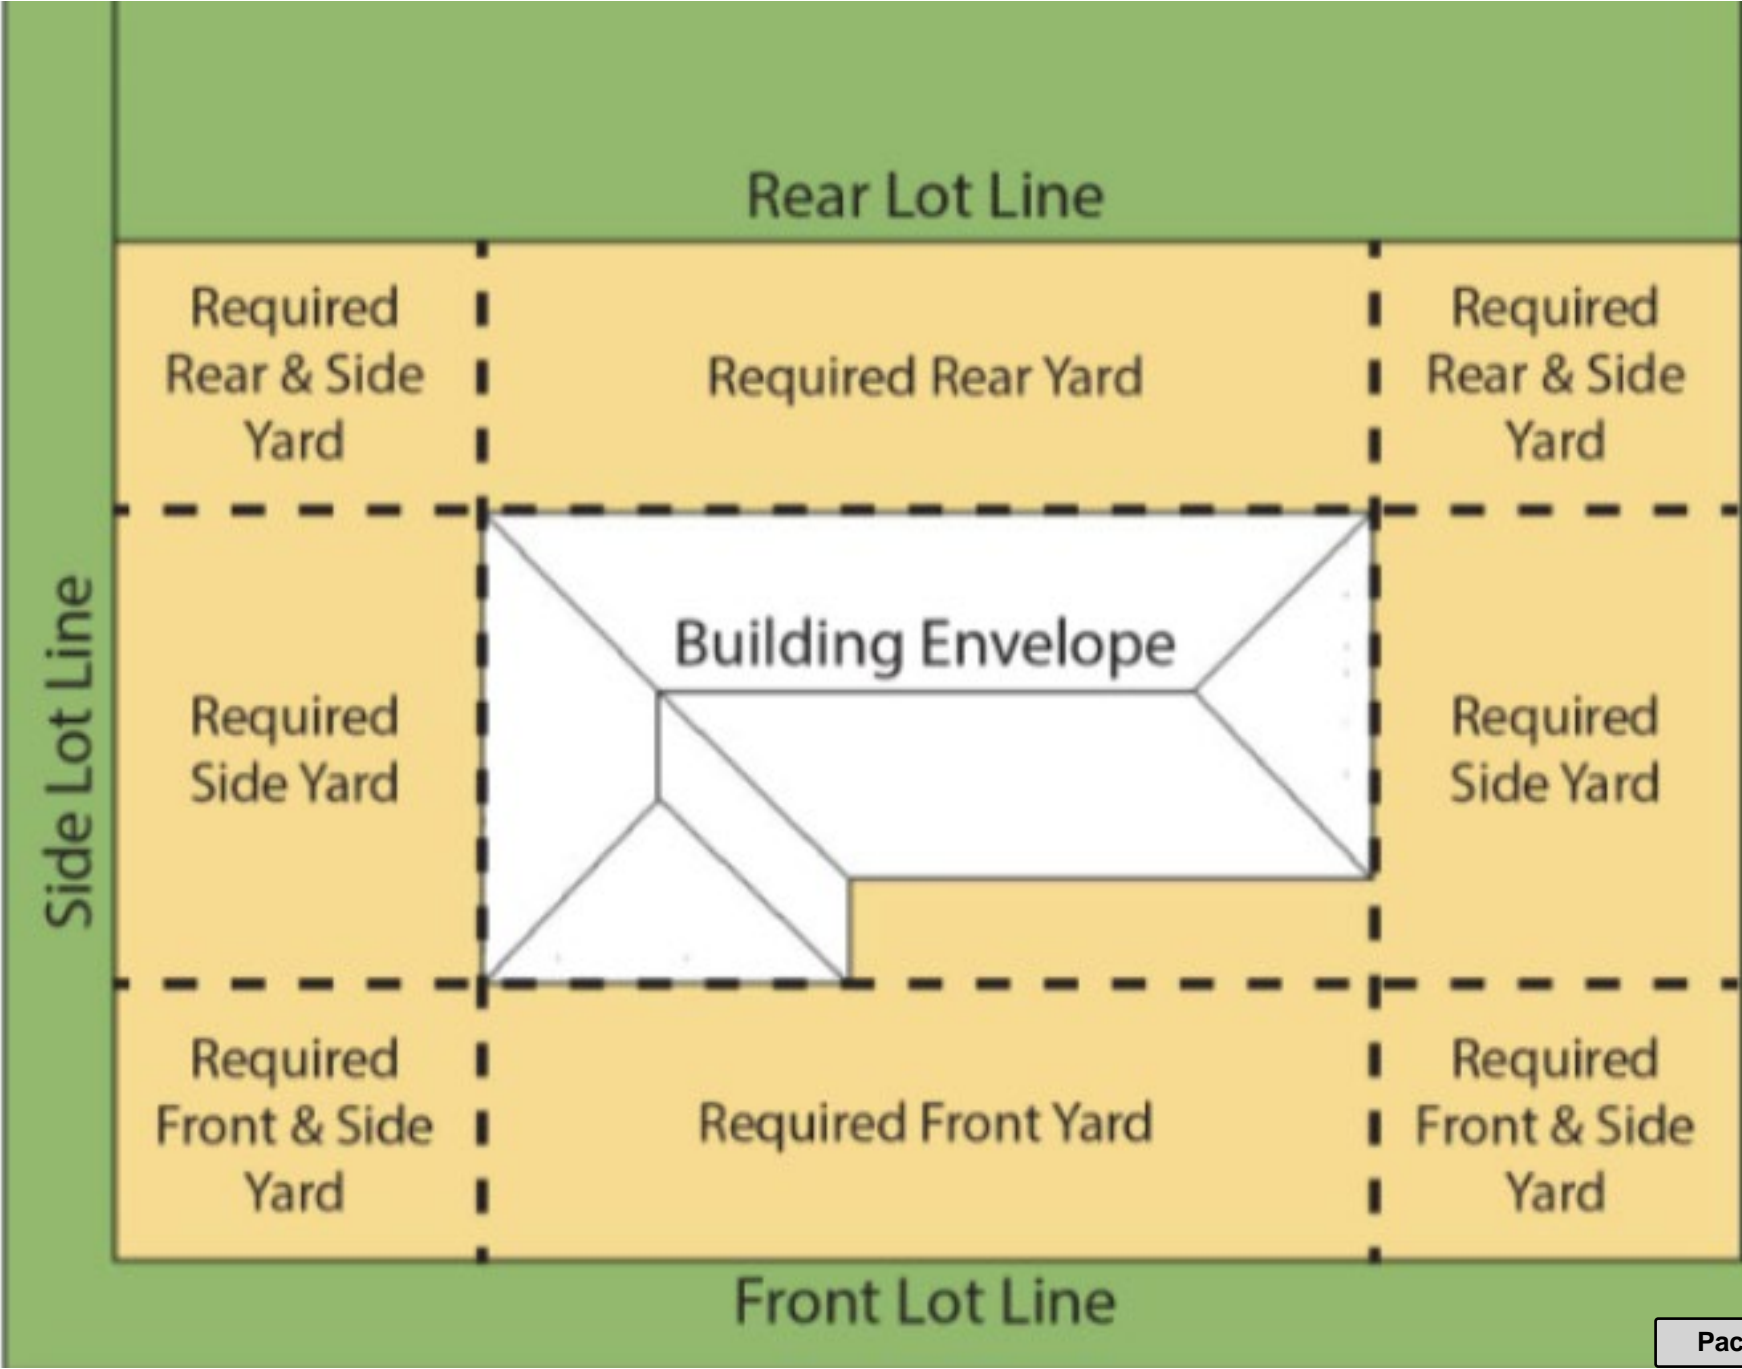 Rear Lot Line
Required
Rear & Side
Yard
Required Rear Yard
Required
Rear & Side
Yard
Building Envelope
Side Lot Line
Required
Side Yard
Required
Side Yard
Required
Front & Side
Yard
Required Front Yard
Required
Front & Side
Yard
Front Lot Line
Pac